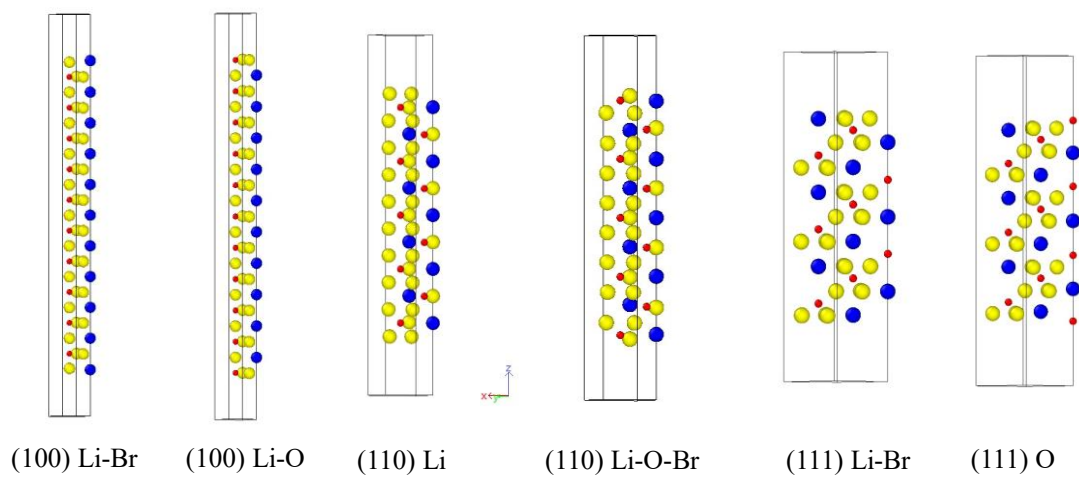 z
x y
(100) Li-Br (100) Li-O (110) Li (110) Li-O-Br (111) Li-Br (111) O